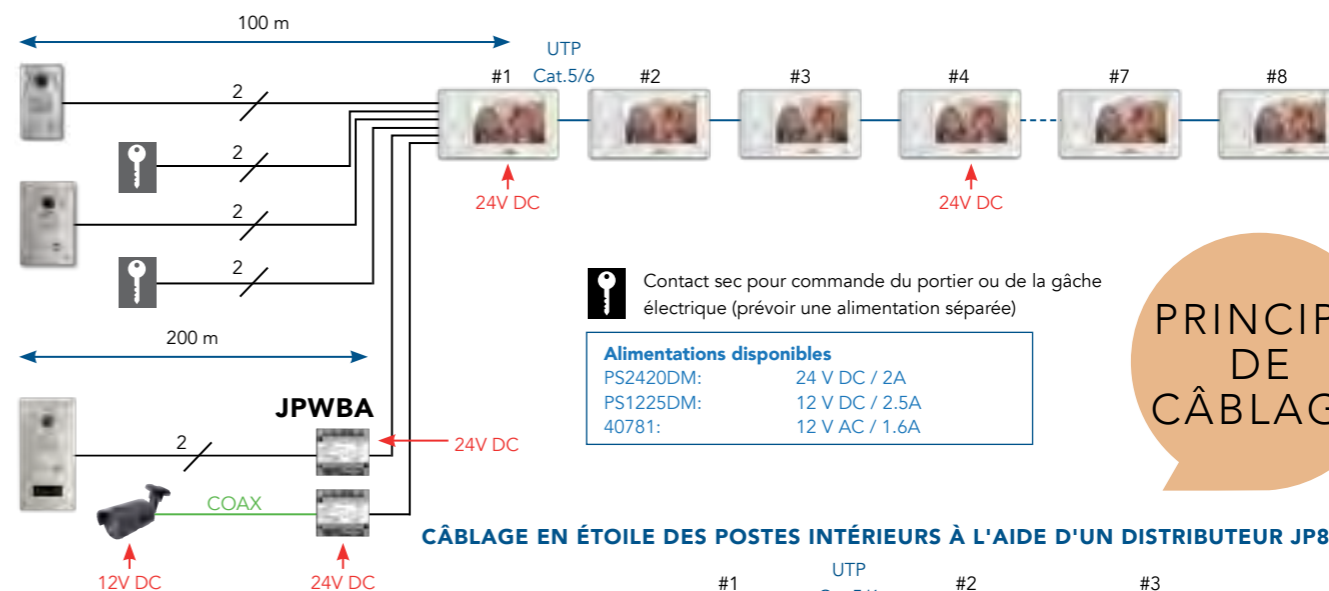 100 m
UTP
Cat.5/6
#1
#2
#3
#4
#7
#8
2
2
2
2
24V DC
24V DC
Contact sec pour commande du portier ou de la gâche
électrique (prévoir une alimentation séparée)
Alimentations disponibles
PS2420DM: 24 V DC / 2A
PS1225DM: 12 V DC / 2.5A
40781: 12 V AC / 1.6A
PRINCIP
DE
CÂBLAG
200 m
JPWBA
2
24V DC
COAX
12V DC
24V DC
CÂBLAGE EN ÉTOILE DES POSTES INTÉRIEURS À L'AIDE D'UN DISTRIBUTEUR JP8
#1
UTP
#2
#3